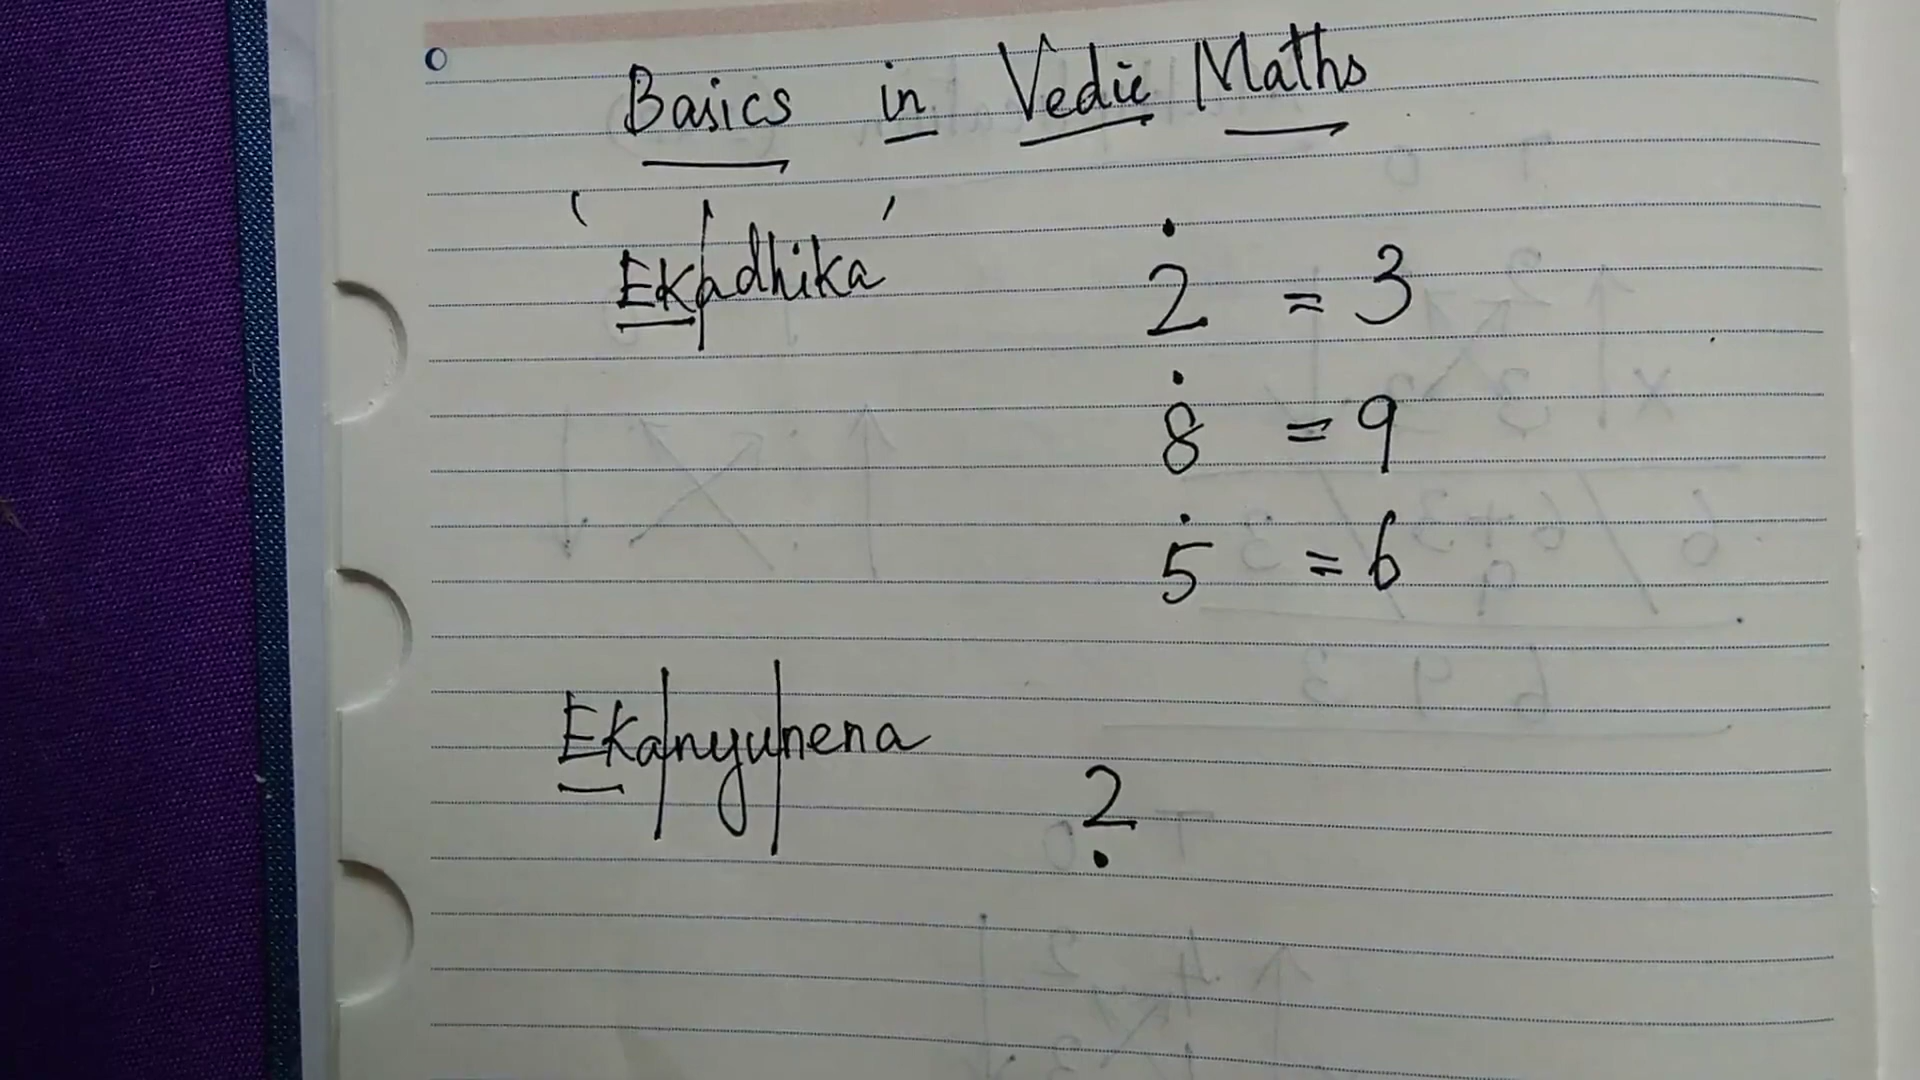 Basics in Vedic Maths
'Ekadhika'
2̇ = 3
8̇ = 9
5̇ = 6
Ekanyunena
2̣